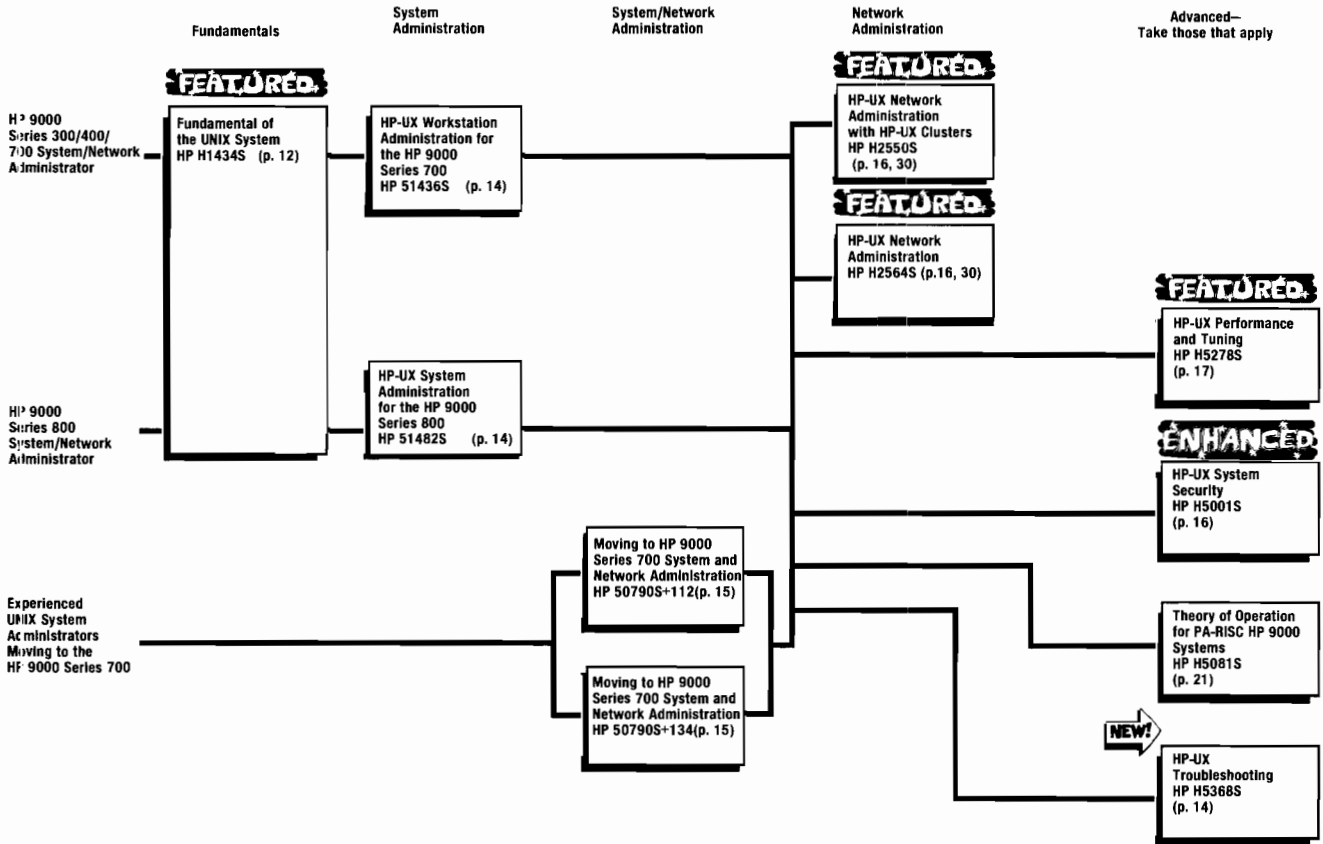 Fundamentals
System
Administration
System/Network
Administration
Network
Administration
Advanced—
Take those that apply
HP 9000
Series 300/400/
700 System/Network
Administrator
FEATURED
Fundamental of
the UNIX System
HP H1434S (p. 12)
HP-UX Workstation
Administration for
the HP 9000
Series 700
HP 51436S (p. 14)
FEATURED
HP-UX Network
Administration
with HP-UX Clusters
HP H2550S
(p. 16, 30)
FEATURED
HP-UX Network
Administration
HP H2564S (p.16, 30)
FEATURED
HP-UX Performance
and Tuning
HP H5278S
(p. 17)
HP 9000
Series 800
System/Network
Administrator
HP-UX System
Administration
for the HP 9000
Series 800
HP 51482S (p. 14)
ENHANCED
HP-UX System
Security
HP H5001S
(p. 16)
Experienced
UNIX System
Administrators
Moving to the
HP 9000 Series 700
Moving to HP 9000
Series 700 System and
Network Administration
HP 50790S+112(p. 15)
Moving to HP 9000
Series 700 System and
Network Administration
HP 50790S+134(p. 15)
Theory of Operation
for PA-RISC HP 9000
Systems
HP H5081S
(p. 21)
NEW!
HP-UX
Troubleshooting
HP H5368S
(p. 14)